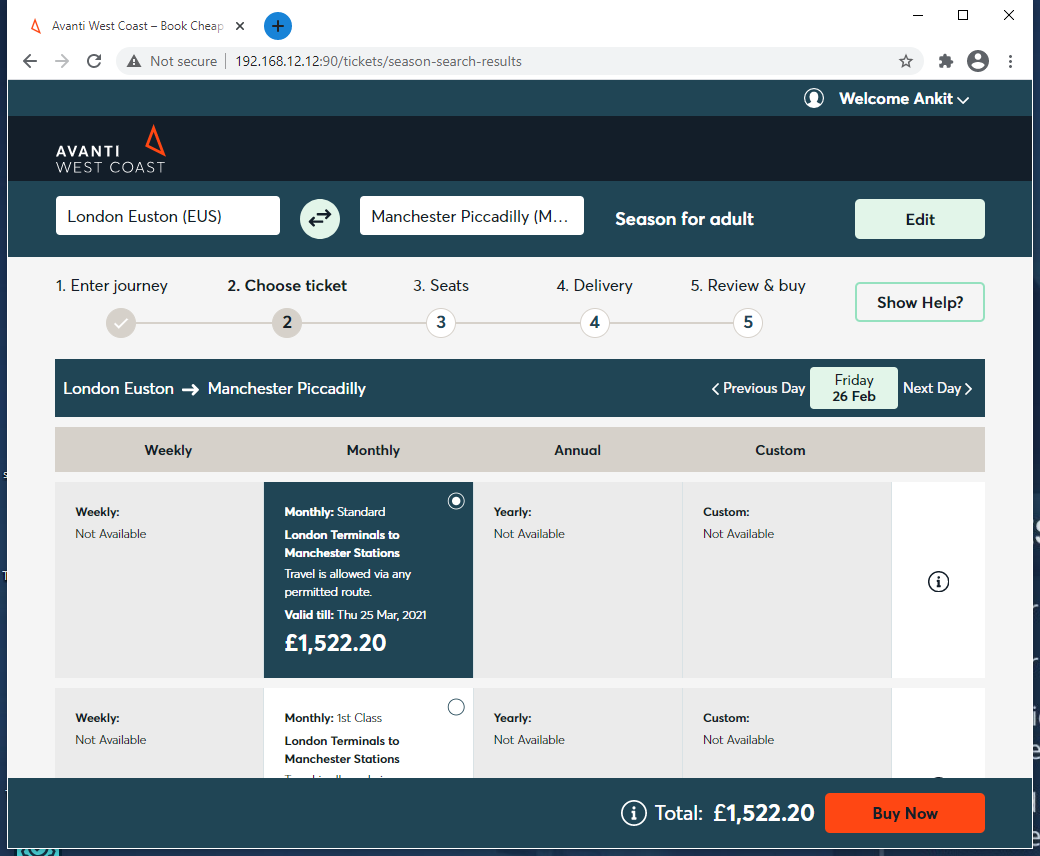 Avanti West Coast – Book Cheap
Not secure | 192.168.12.12:90/tickets/season-search-results
Welcome Ankit
AVANTI
WEST COAST
London Euston (EUS)
Manchester Piccadilly (M...
Season for adult
Edit
1. Enter journey
2. Choose ticket
3. Seats
4. Delivery
5. Review & buy
2
3
4
5
Show Help?
London Euston → Manchester Piccadilly
Previous Day
Friday
26 Feb
Next Day
Weekly
Monthly
Annual
Custom
Weekly:
Not Available
Monthly: Standard
London Terminals to
Manchester Stations
Travel is allowed via any
permitted route.
Valid till: Thu 25 Mar, 2021
£1,522.20
Yearly:
Not Available
Custom:
Not Available
Weekly:
Not Available
Monthly: 1st Class
London Terminals to
Manchester Stations
Yearly:
Not Available
Custom:
Not Available
Total: £1,522.20
Buy Now